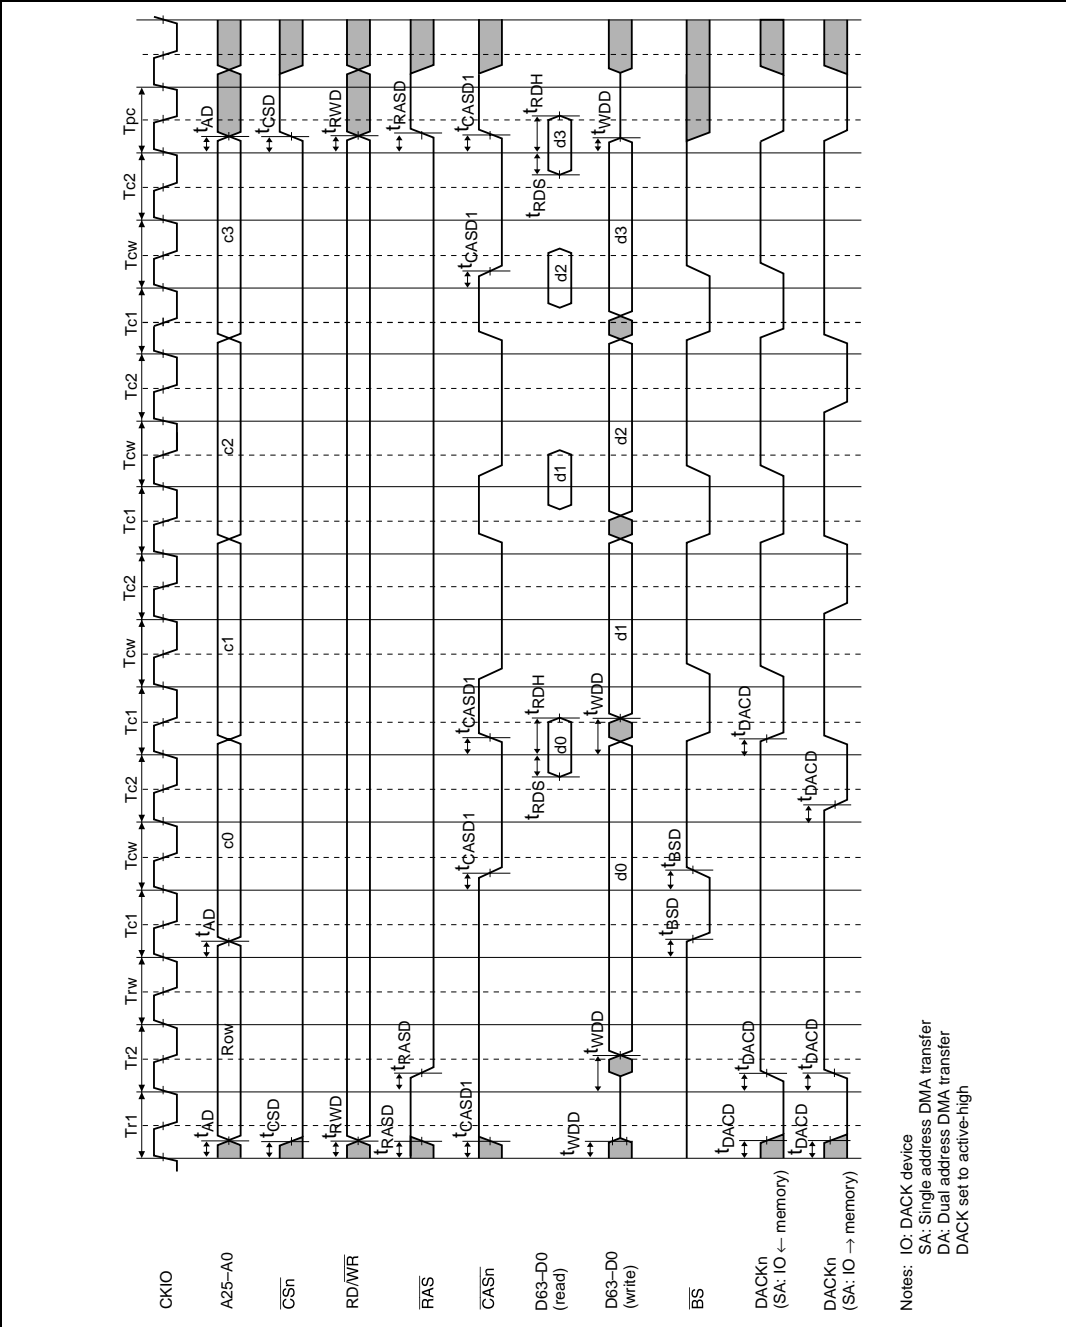 Tr1 Tr2 Trw Tc1 Tcw Tc2 Tc1 Tcw Tc2 Tc1 Tcw Tc2 Tc1 Tcw Tc2 Tpc
CKIO
tAD tAD tAD
A25–A0 Row c0 c1 c2 c3
tCSD tCSD
CSn
tRWD tRWD
RD/WR
tRASD tRASD tRASD
RAS
tCASD1 tCASD1 tCASD1 tCASD1 tCASD1
CASn
tRDS tRDH tRDS tRDH
D63–D0 d0 d1 d2 d3
(read)
tWDD tWDD tWDD tWDD
D63–D0 d0 d1 d2 d3
(write)
tBSD tBSD
BS
tDACD tDACD tDACD
DACKn
(SA: IO ← memory)
tDACD tDACD tDACD
DACKn
(SA: IO → memory)
Notes: IO: DACK device
SA: Single address DMA transfer
DA: Dual address DMA transfer
DACK set to active-high